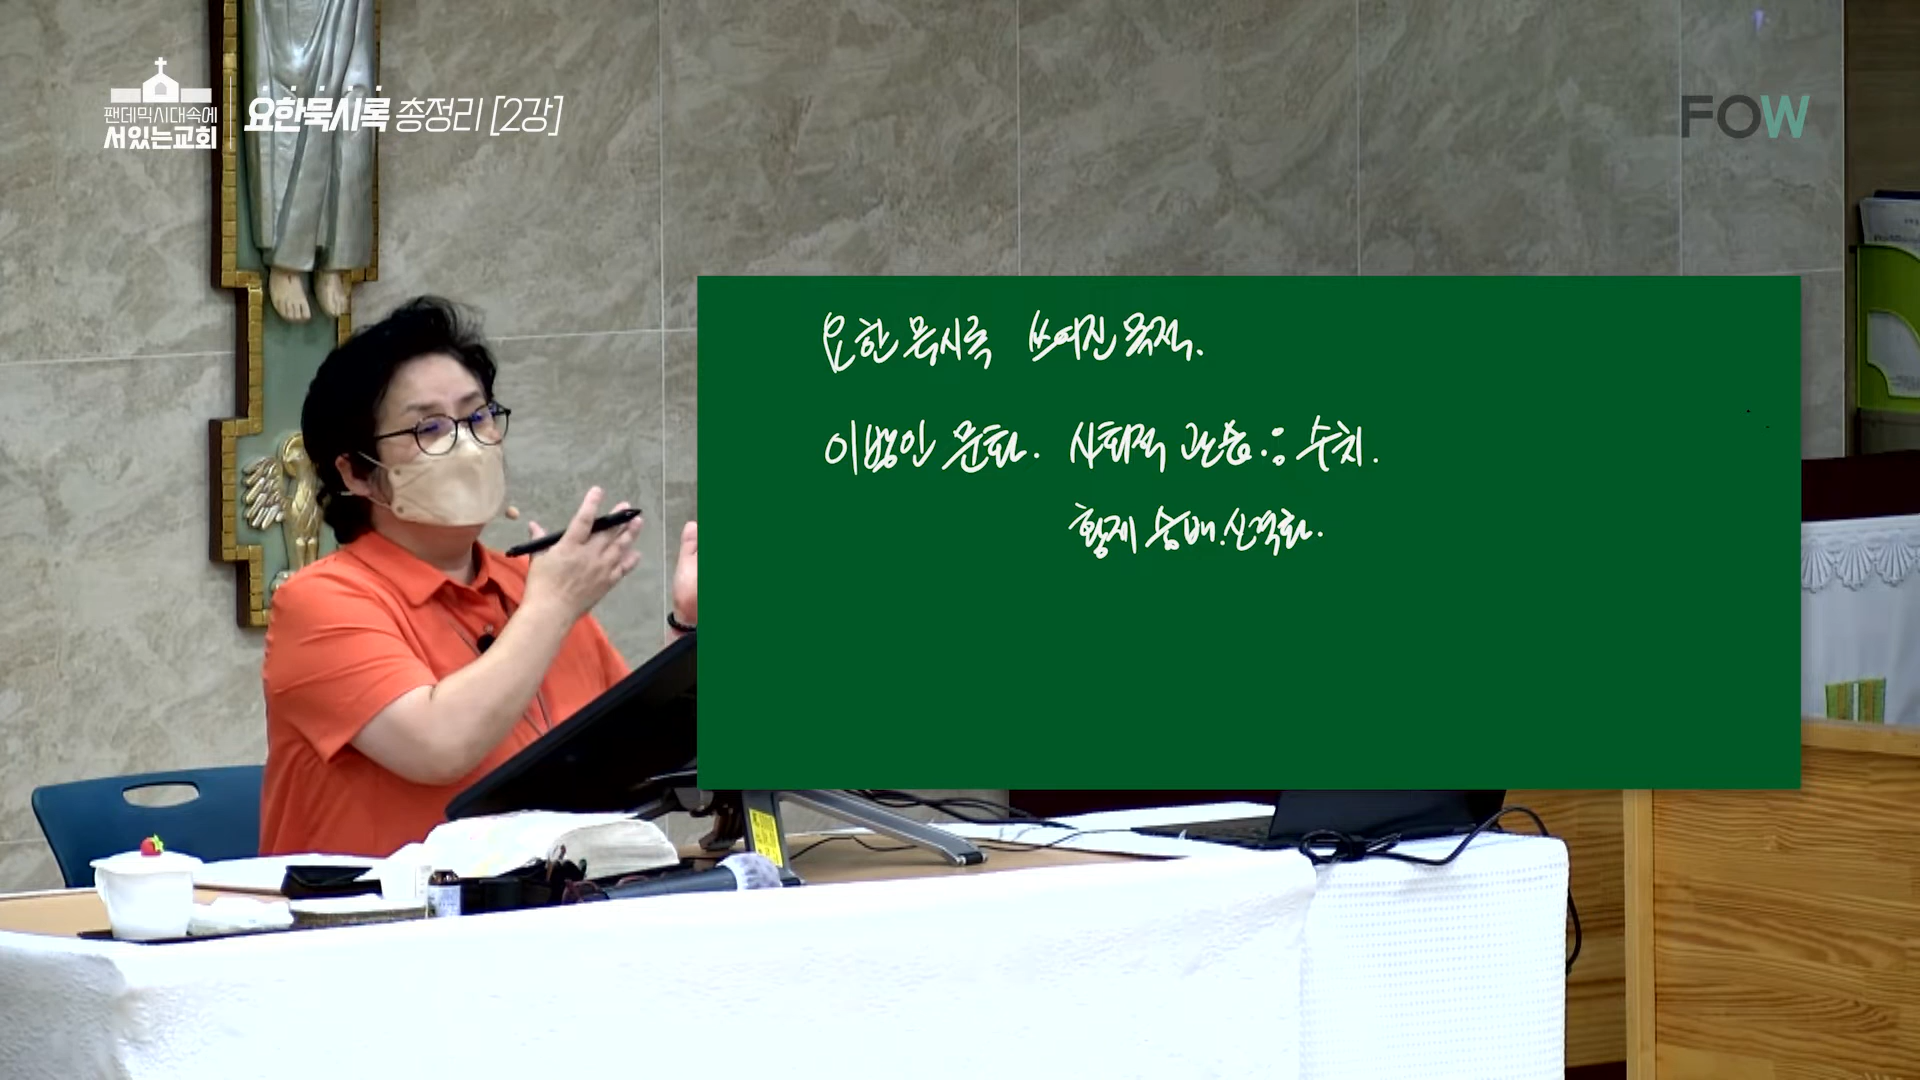 팬데믹시대속에
서있는교회
요한묵시록 총정리 [2강]
FOW
요한묵시록 쓰여진 목적.
이방인 문화. 사회적 관습.: 수치.
황제 숭배. 신격화.